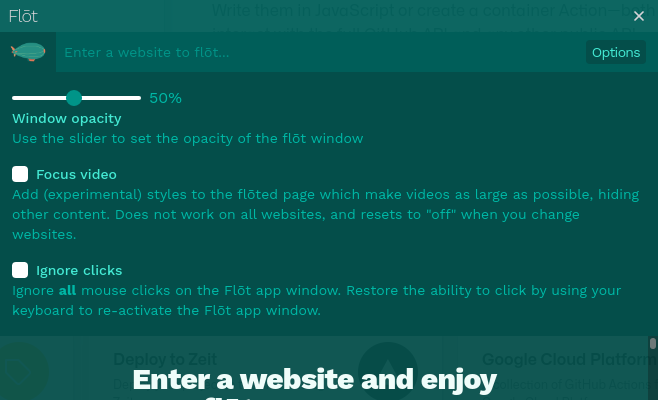 Flōt
Write them in JavaScript or create a container Action—both
Enter a website to flōt...
Options
50%
Window opacity
Use the slider to set the opacity of the flōt window
Focus video
Add (experimental) styles to the flōted page which make videos as large as possible, hiding
other content. Does not work on all websites, and resets to "off" when you change
websites.
Ignore clicks
Ignore all mouse clicks on the Flōt app window. Restore the ability to click by using your
keyboard to re-activate the Flōt app window.
Deploy to Zeit
Google Cloud Platform
Enter a website and enjoy